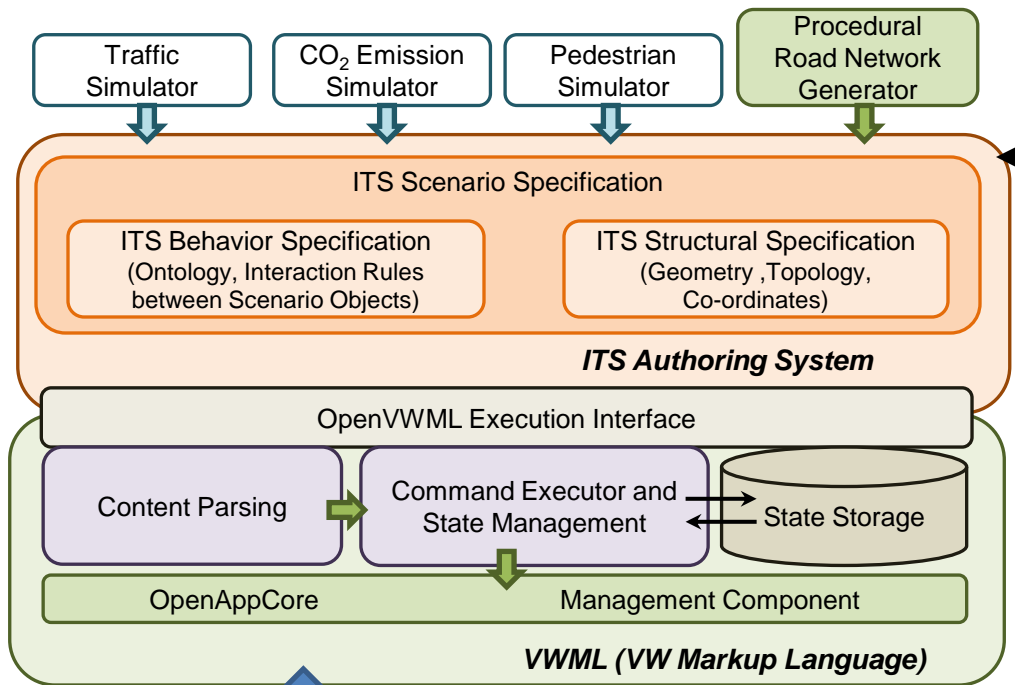 Traffic
Simulator
CO₂ Emission
Simulator
Pedestrian
Simulator
Procedural
Road Network
Generator
ITS Scenario Specification
ITS Behavior Specification
(Ontology, Interaction Rules
between Scenario Objects)
ITS Structural Specification
(Geometry ,Topology,
Co-ordinates)
ITS Authoring System
OpenVWML Execution Interface
Content Parsing
Command Executor and
State Management
State Storage
OpenAppCore
Management Component
VWML (VW Markup Language)